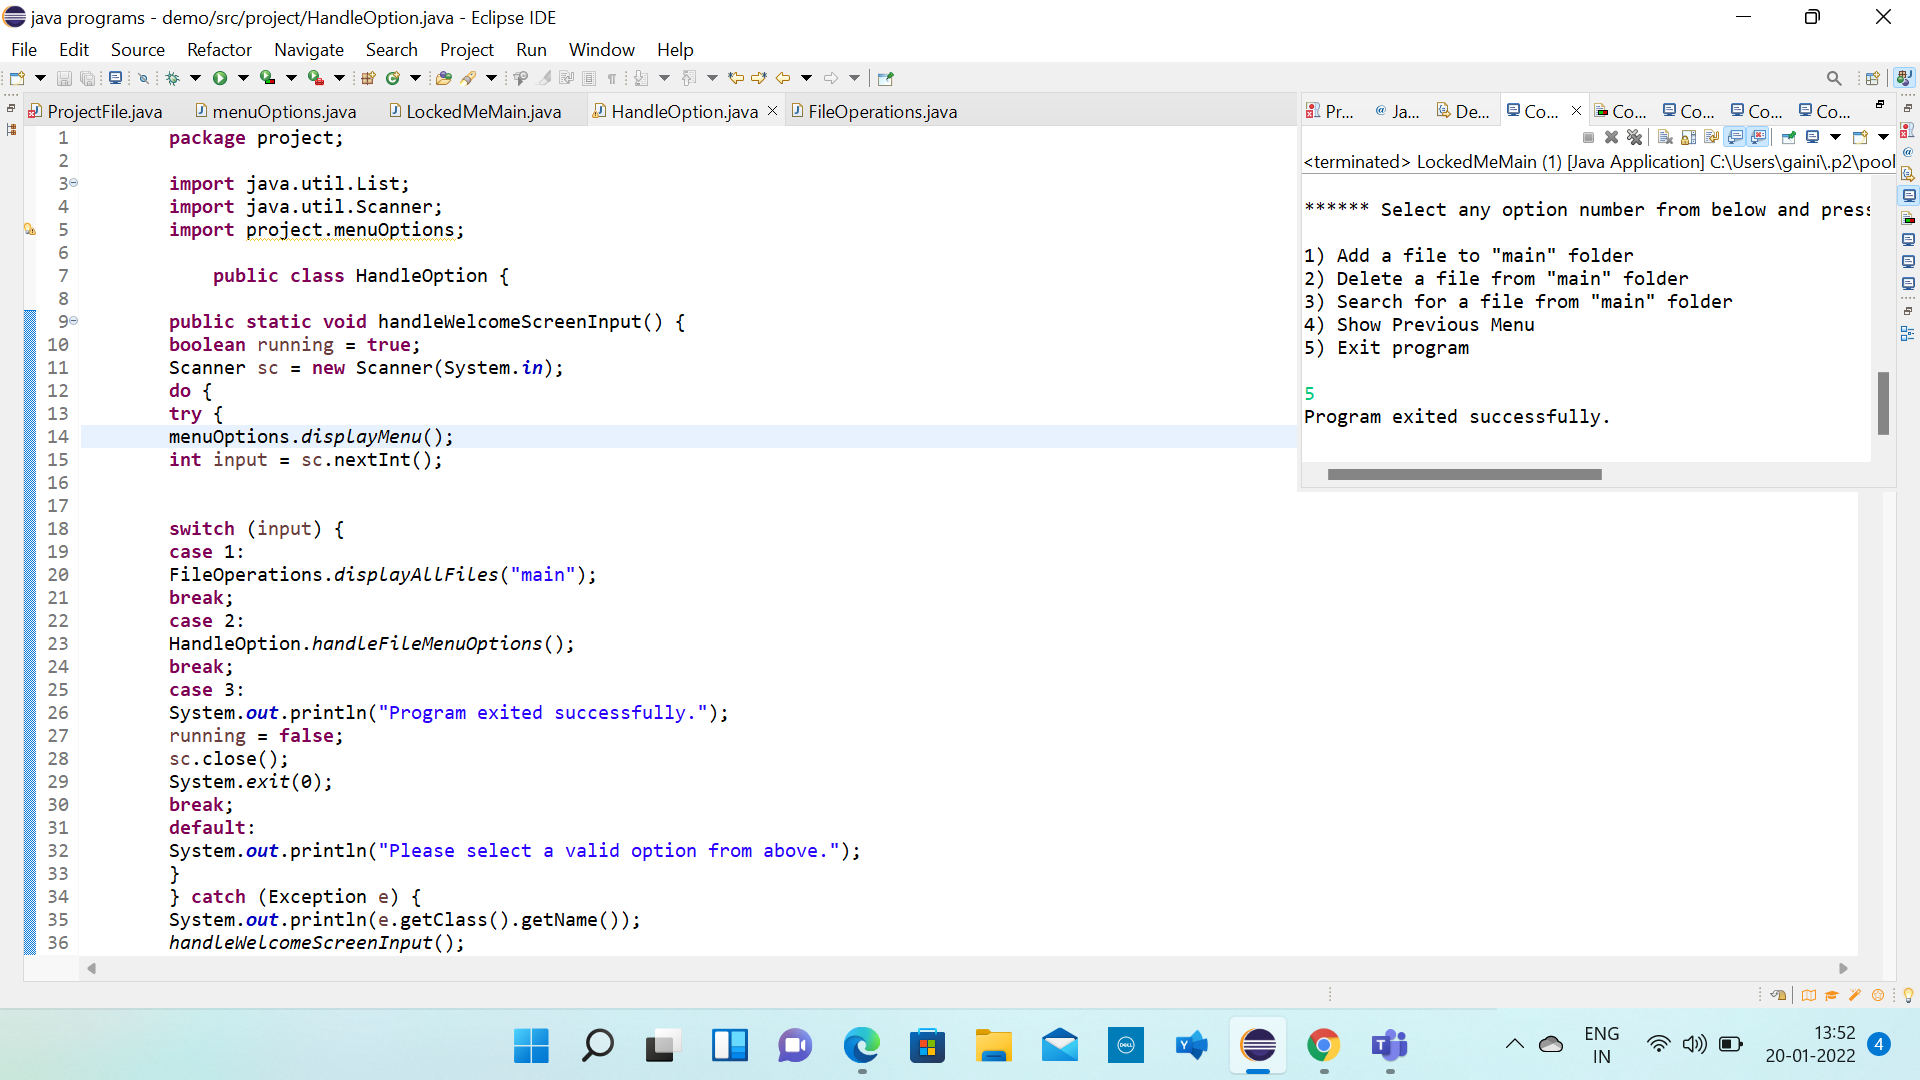 java programs - demo/src/project/HandleOption.java - Eclipse IDE
File Edit Source Refactor Navigate Search Project Run Window Help
ProjectFile.java menuOptions.java LockedMeMain.java HandleOption.java FileOperations.java
Pr... Ja... De... Co... Co... Co... Co... Co...
<terminated> LockedMeMain (1) [Java Application] C:\Users\gaini\.p2\pool
1 package project;
2
3 import java.util.List;
4 import java.util.Scanner;
5 import project.menuOptions;
6
7 public class HandleOption {
8
9 public static void handleWelcomeScreenInput() {
10 boolean running = true;
11 Scanner sc = new Scanner(System.in);
12 do {
13 try {
14 menuOptions.displayMenu();
15 int input = sc.nextInt();
16
17
18 switch (input) {
19 case 1:
20 FileOperations.displayAllFiles("main");
21 break;
22 case 2:
23 HandleOption.handleFileMenuOptions();
24 break;
25 case 3:
26 System.out.println("Program exited successfully.");
27 running = false;
28 sc.close();
29 System.exit(0);
30 break;
31 default:
32 System.out.println("Please select a valid option from above.");
33 }
34 } catch (Exception e) {
35 System.out.println(e.getClass().getName());
36 handleWelcomeScreenInput();
****** Select any option number from below and press
1) Add a file to "main" folder
2) Delete a file from "main" folder
3) Search for a file from "main" folder
4) Show Previous Menu
5) Exit program
5
Program exited successfully.
DELL
ENG
IN
13:52
20-01-2022
4